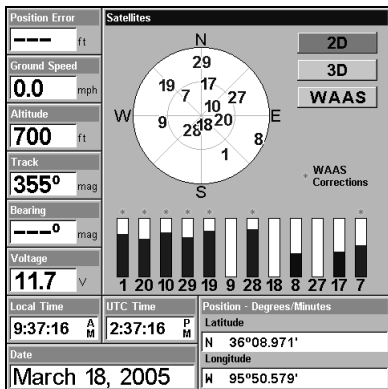 Position Error
--- ft
Ground Speed
0.0 mph
Altitude
700 ft
Track
355° mag
Bearing
---° mag
Voltage
11.7 V
Satellites
N
29
19 17
7 27
10
W 9 28 18 20 E
8
1
S
2D
3D
WAAS
* WAAS
Corrections
* * * * * * *
1 20 10 29 19 9 28 18 8 27 17 7
Local Time
9:37:16 AM
UTC Time
2:37:16 PM
Position - Degrees/Minutes
Latitude
N 36°08.971'
Longitude
W 95°50.579'
Date
March 18, 2005